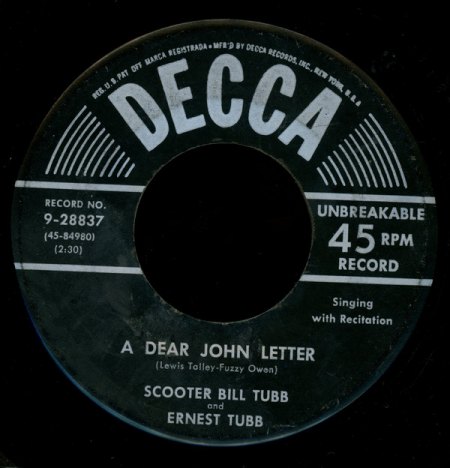 REG. U.S. PAT OFF MARCA REGISTRADA • MF'D BY DECCA RECORDS, INC., NEW YORK, U.S.A.
DECCA
RECORD NO.
9-28837
(45-84980)
(2:30)
UNBREAKABLE
45 RPM
RECORD
Singing
with Recitation
A DEAR JOHN LETTER
(Lewis Talley-Fuzzy Owen)
SCOOTER BILL TUBB
and
ERNEST TUBB